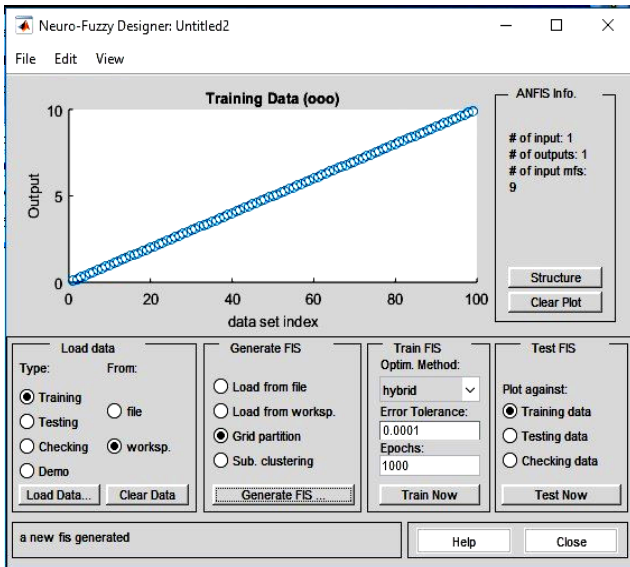 Neuro-Fuzzy Designer: Untitled2
File Edit View
Training Data (ooo)
10
5
0
Output
0 20 40 60 80 100
data set index
ANFIS Info.
# of input: 1
# of outputs: 1
# of input mfs:
9
Structure
Clear Plot
Load data
Type: From:
Training
Testing
Checking
Demo
file
worksp.
Load Data... Clear Data
Generate FIS
Load from file
Load from worksp.
Grid partition
Sub. clustering
Generate FIS ...
Train FIS
Optim. Method:
hybrid
Error Tolerance:
0.0001
Epochs:
1000
Train Now
Test FIS
Plot against:
Training data
Testing data
Checking data
Test Now
a new fis generated
Help Close